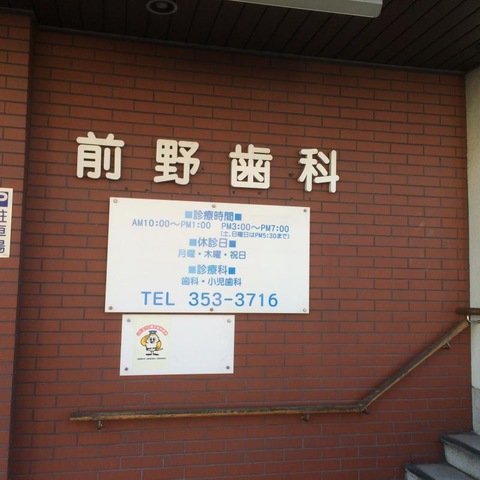 前野歯科
■診療時間■
AM10:00～PM1:00 PM3:00～PM7:00
(土、日曜日はPM5:30まで)
■休診日■
月曜・木曜・祝日
■診療科■
歯科・小児歯科
TEL 353-3716
P
駐車場